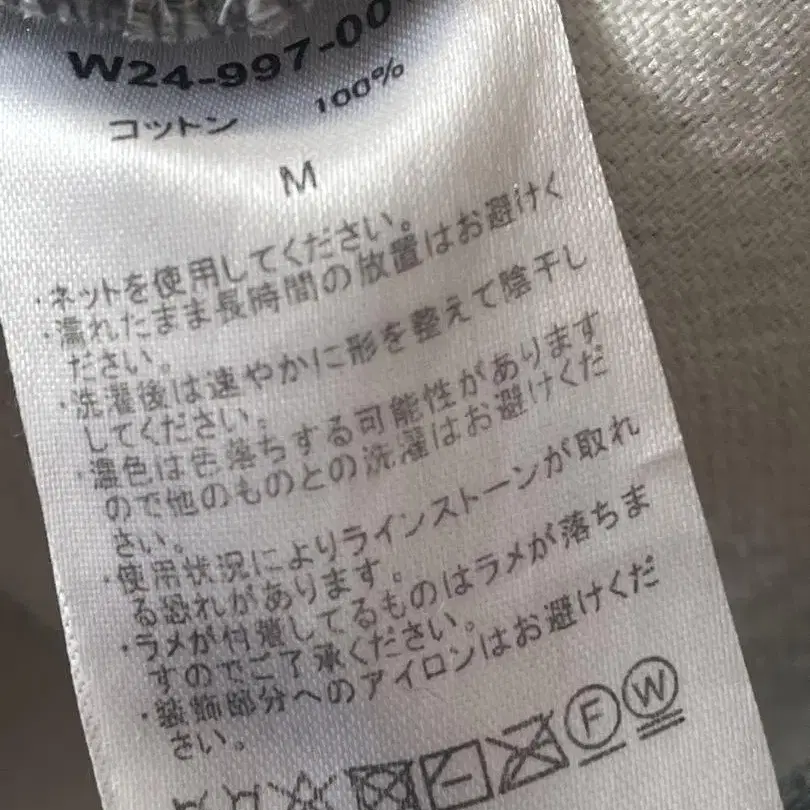 W24-997-00
コットン 100%
M
・ネットを使用してください。
・濡れたまま長時間の放置はお避けく
ださい。
・洗濯後は速やかに形を整えて陰干し
してください。
・濃色は色落ちする可能性があります
ので他のものとの洗濯はお避けくだ
さい。
・使用状況によりラインストーンが取れ
る恐れがあります。
・ラメが付着してるものはラメが落ちま
すのでご了承ください。
・装飾部分へのアイロンはお避けくだ
さい。
F W